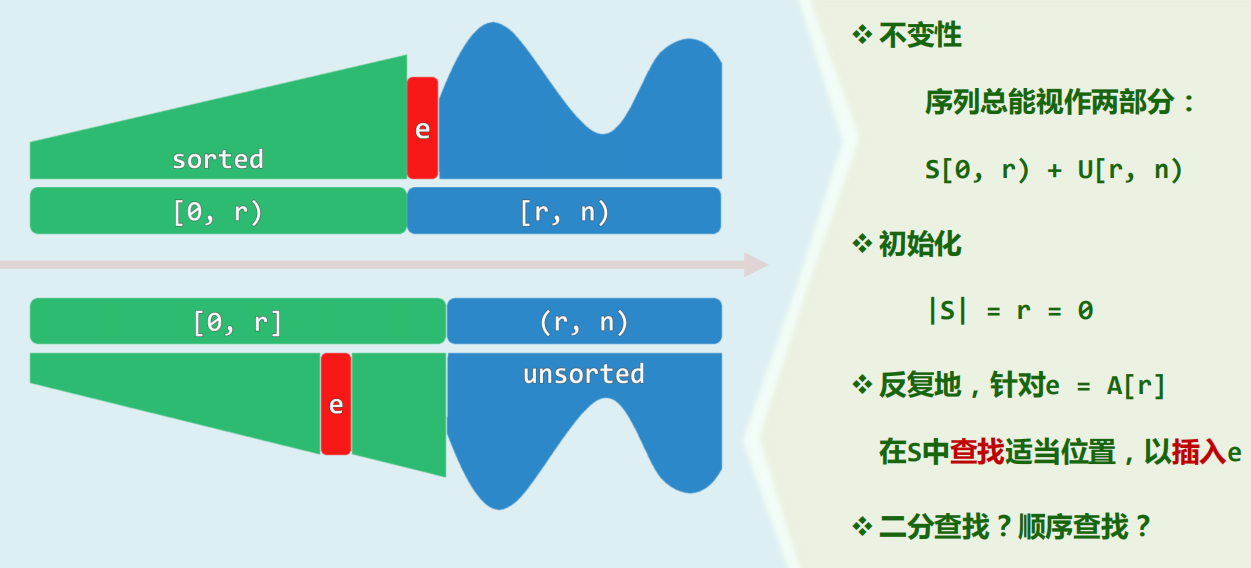 e
sorted
[0, r)
[r, n)
[0, r]
(r, n)
unsorted
e
❖ 不变性
序列总能视作两部分：
S[0, r) + U[r, n)
❖ 初始化
|S| = r = 0
❖ 反复地，针对e = A[r]
在S中查找适当位置，以插入e
❖ 二分查找？顺序查找？